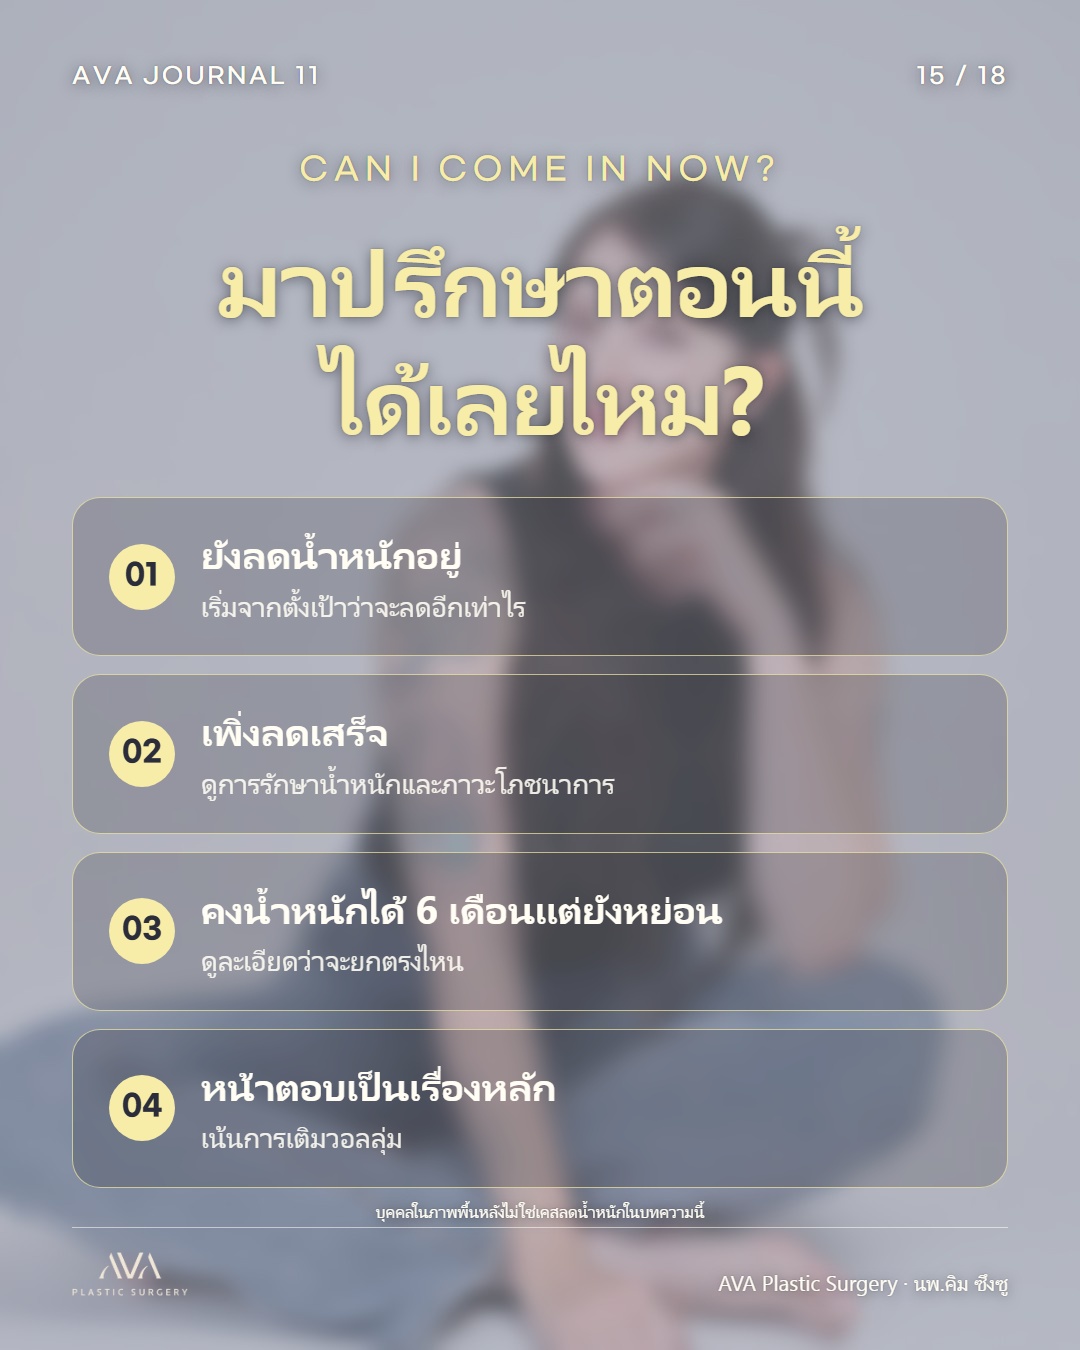 AVA JOURNAL 11
15 / 18
CAN I COME IN NOW?
มาปรึกษาตอนนี้
ได้เลยไหม?
01
ยังลดน้ำหนักอยู่
เริ่มจากตั้งเป้าว่าจะลดอีกเท่าไร
02
เพิ่งลดเสร็จ
ดูการรักษาน้ำหนักและภาวะโภชนาการ
03
คงน้ำหนักได้ 6 เดือนแต่ยังหย่อน
ดูละเอียดว่าจะยกตรงไหน
04
หน้าตอบเป็นเรื่องหลัก
เน้นการเติมวอลลุ่ม
บุคคลในภาพพื้นหลังไม่ใช่เคสลดน้ำหนักในบทความนี้
AVA
PLASTIC SURGERY
AVA Plastic Surgery · นพ.คิม ซึงซู